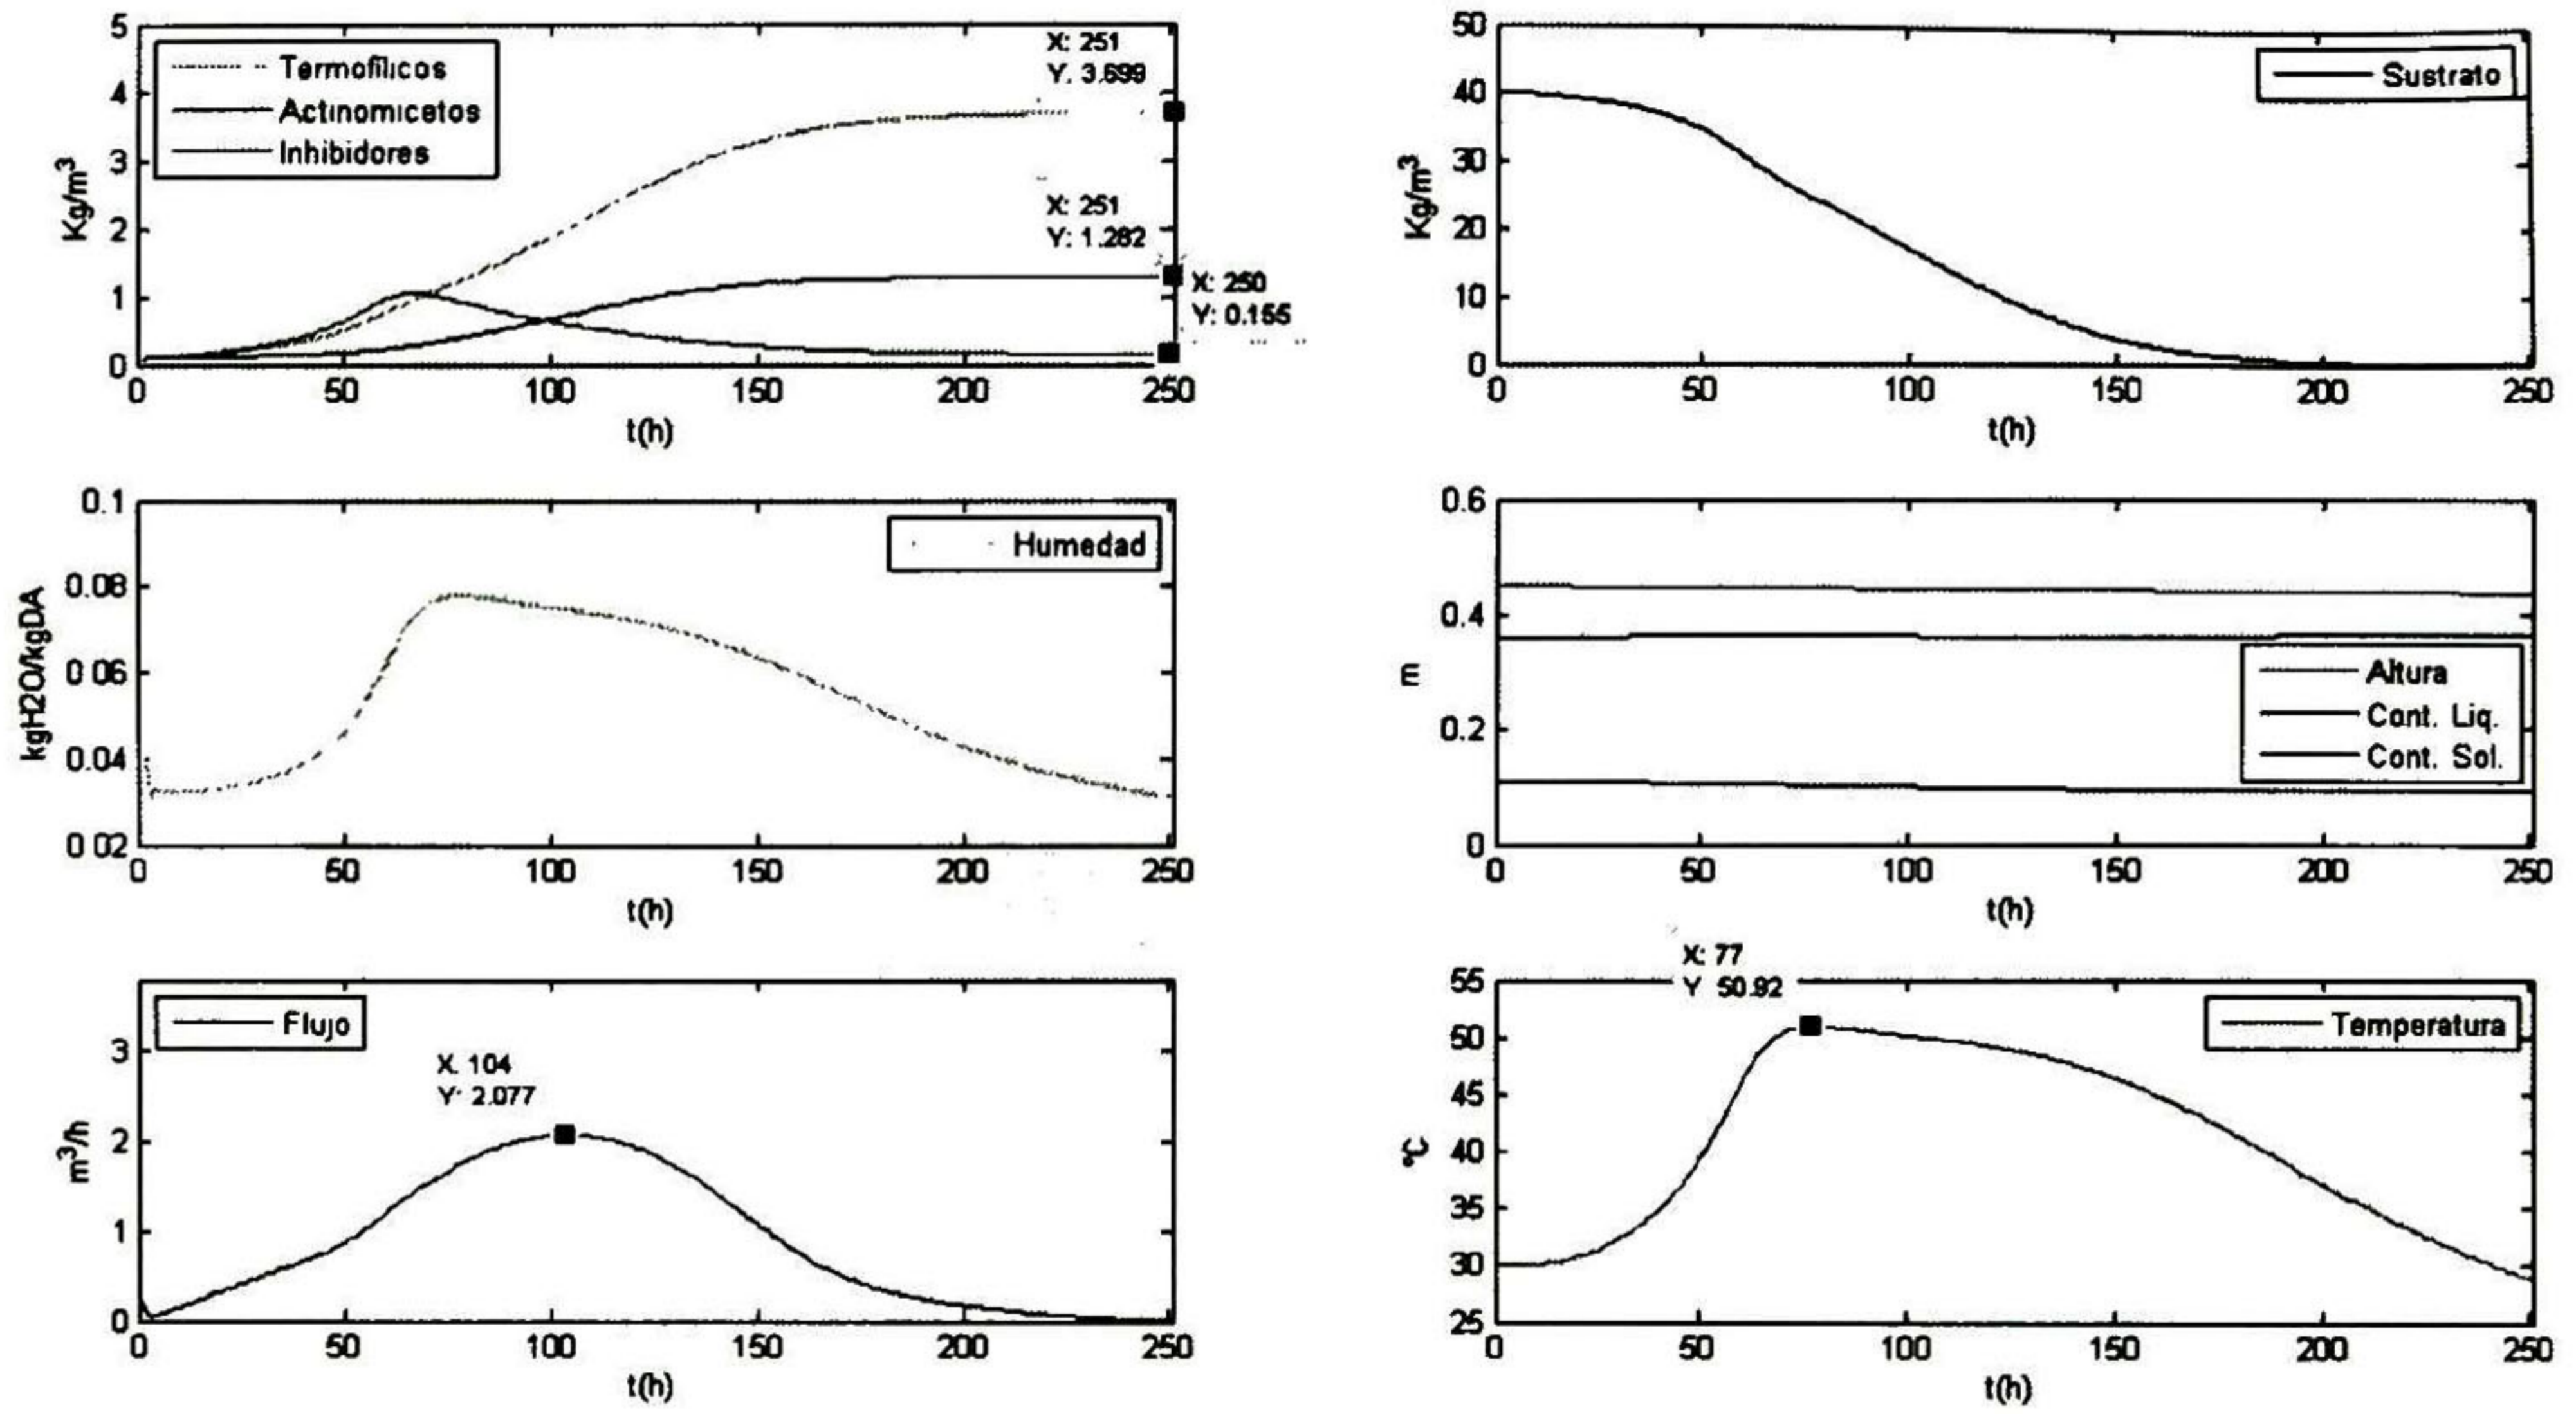 5
4
3
2
1
0
Kg/m³
Termofílicos
Actinomicetos
Inhibidores
X: 251
Y. 3.699
X: 251
Y: 1.282
X: 250
Y: 0.155
0 50 100 150 200 250
t(h)
50
40
30
20
10
0
Kg/m³
Sustrato
0 50 100 150 200 250
t(h)
0.1
0.08
0 06
0.04
0 02
kgH2O/kgDA
Humedad
0 50 100 150 200 250
t(h)
0.6
0.4
0.2
0
m
Altura
Cont. Liq.
Cont. Sol.
0 50 100 150 200 250
t(h)
3
2
1
0
m³/h
Flujo
X. 104
Y: 2.077
0 50 100 150 200 250
t(h)
55
50
45
40
35
30
25
°C
X: 77
Y 50.92
Temperatura
0 50 100 150 200 250
t(h)